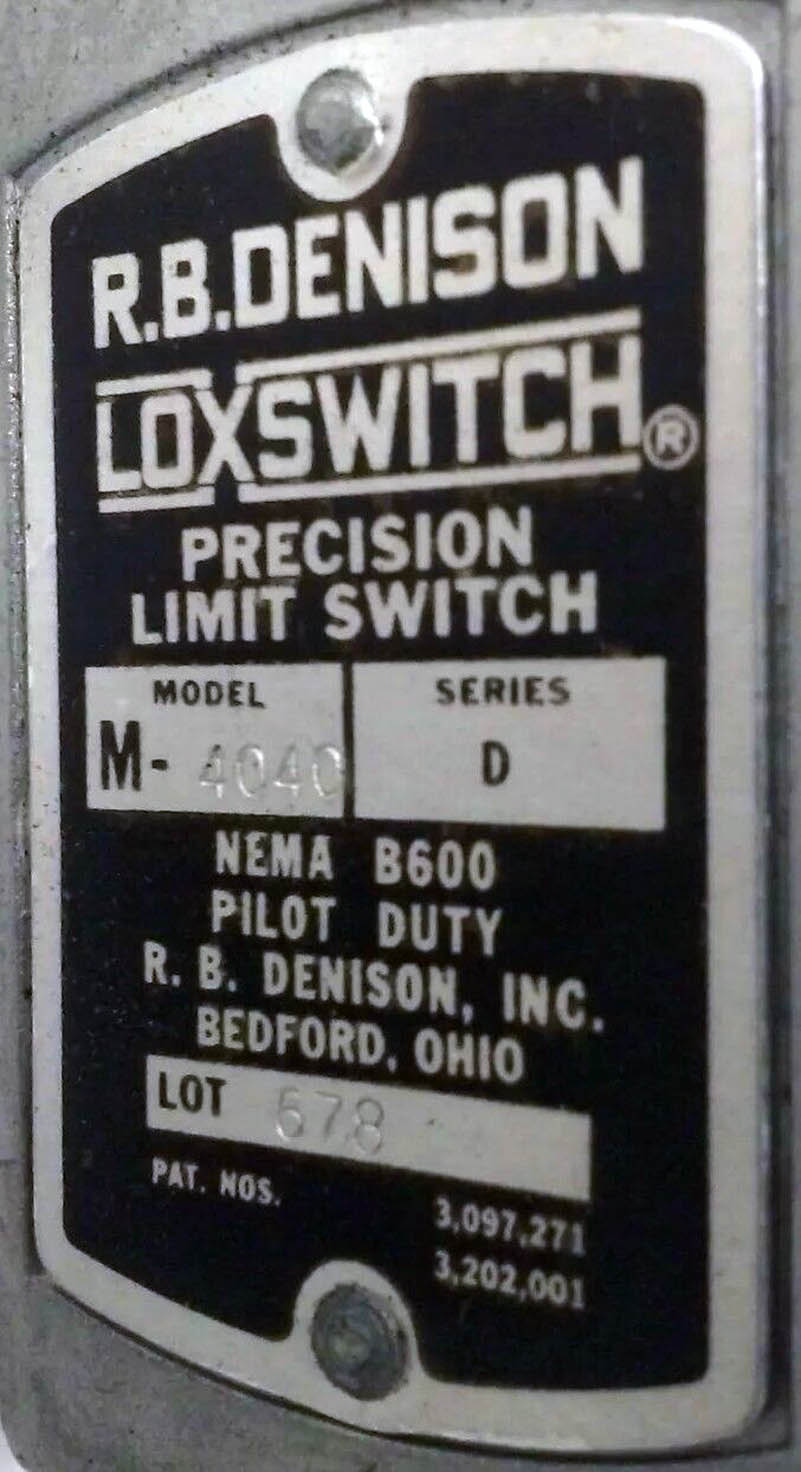 R.B.DENISON
LOXSWITCH®
PRECISION
LIMIT SWITCH
MODEL SERIES
M- 4040 D
NEMA B600
PILOT DUTY
R. B. DENISON, INC.
BEDFORD, OHIO
LOT 678
PAT. NOS. 3,097,271
3,202,001